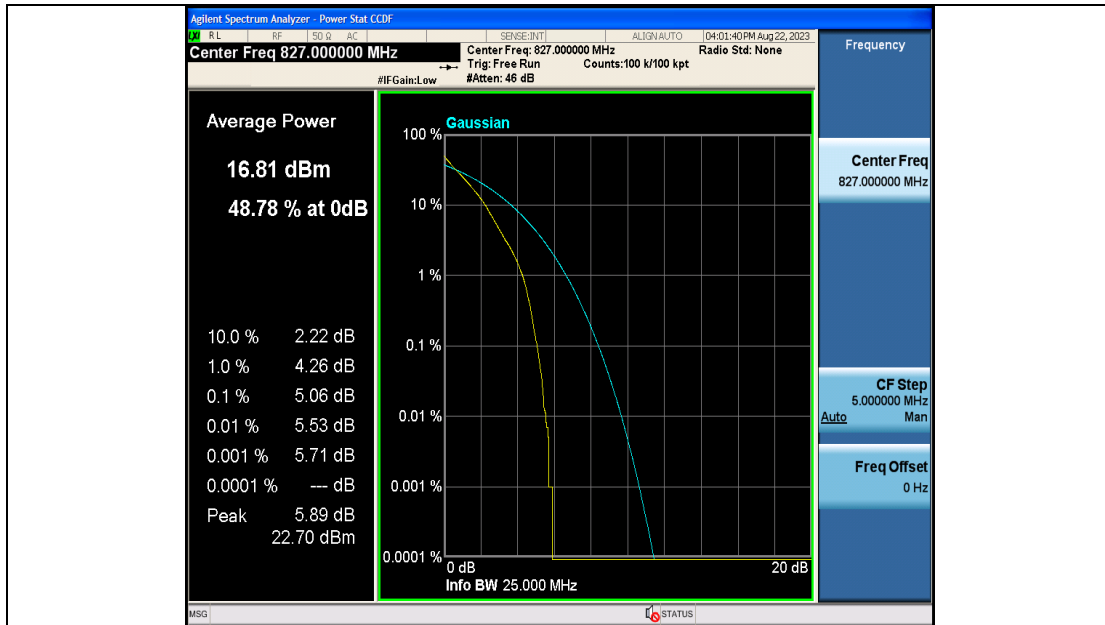 Agilent Spectrum Analyzer - Power Stat CCDF
LXI RL RF 50 Ω AC SENSE:INT ALIGN AUTO 04:01:40 PM Aug 22, 2023
Center Freq 827.000000 MHz
Center Freq: 827.000000 MHz Radio Std: None
Trig: Free Run Counts:100 k/100 kpt
#IFGain:Low #Atten: 46 dB
Frequency
Average Power
16.81 dBm
48.78 % at 0dB
10.0 % 2.22 dB
1.0 % 4.26 dB
0.1 % 5.06 dB
0.01 % 5.53 dB
0.001 % 5.71 dB
0.0001 % --- dB
Peak 5.89 dB
22.70 dBm
Gaussian
100 %
10 %
1 %
0.1 %
0.01 %
0.001 %
0.0001 %
0 dB 20 dB
Info BW 25.000 MHz
Center Freq
827.000000 MHz
CF Step
5.000000 MHz
Auto Man
Freq Offset
0 Hz
MSG STATUS